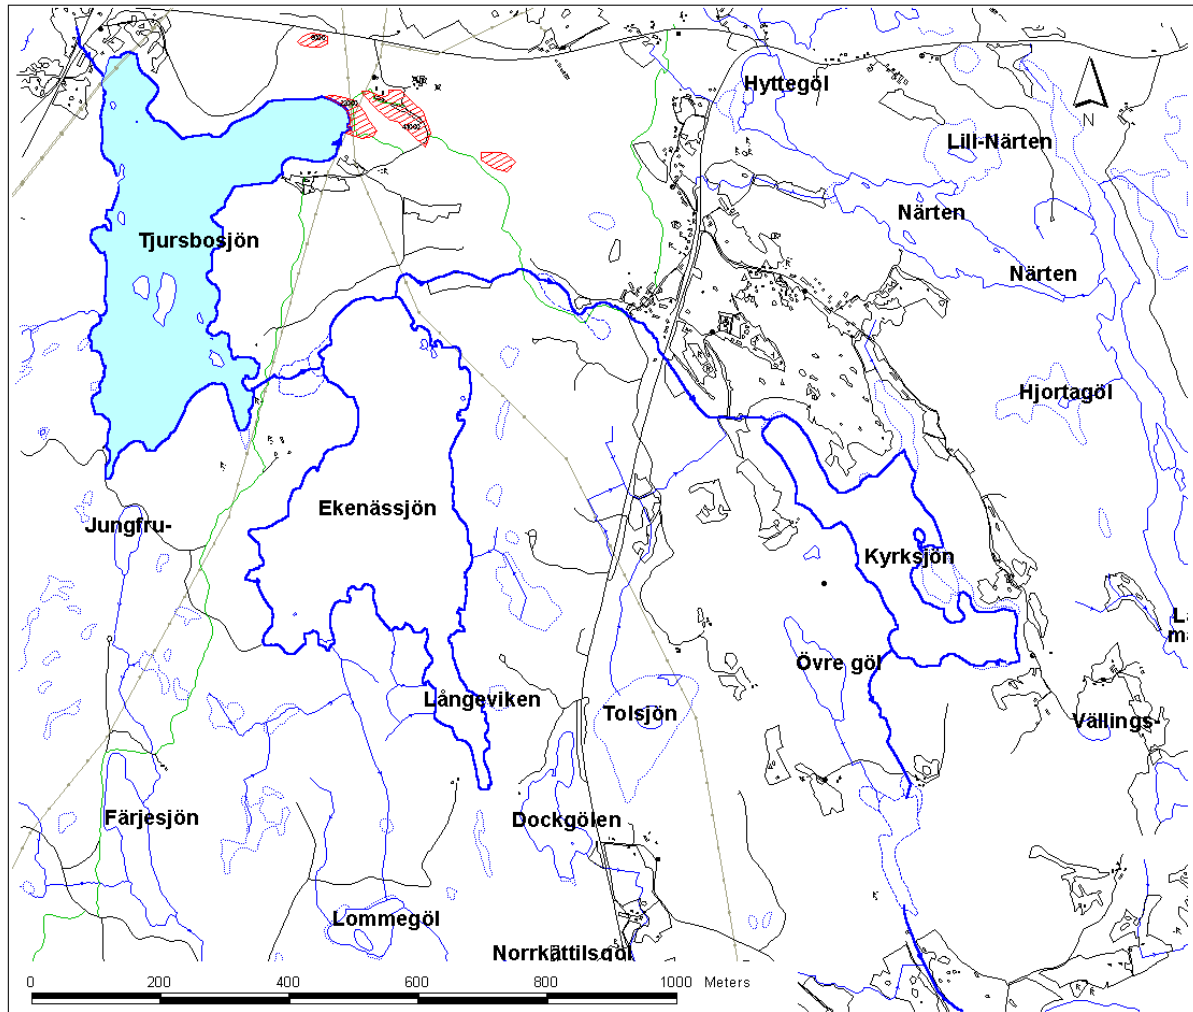 Hyttegöl
N
Lill-Närten
Närten
Tjursbosjön
Närten
Hjortagöl
Ekenässjön
Jungfru-
Kyrksjön
Övre göl
Långeviken
Tolsjön
Vällings-
Färjesjön
Dockgölen
Lommegöl
Norrkättilsgöl
0 200 400 600 800 1000 Meters